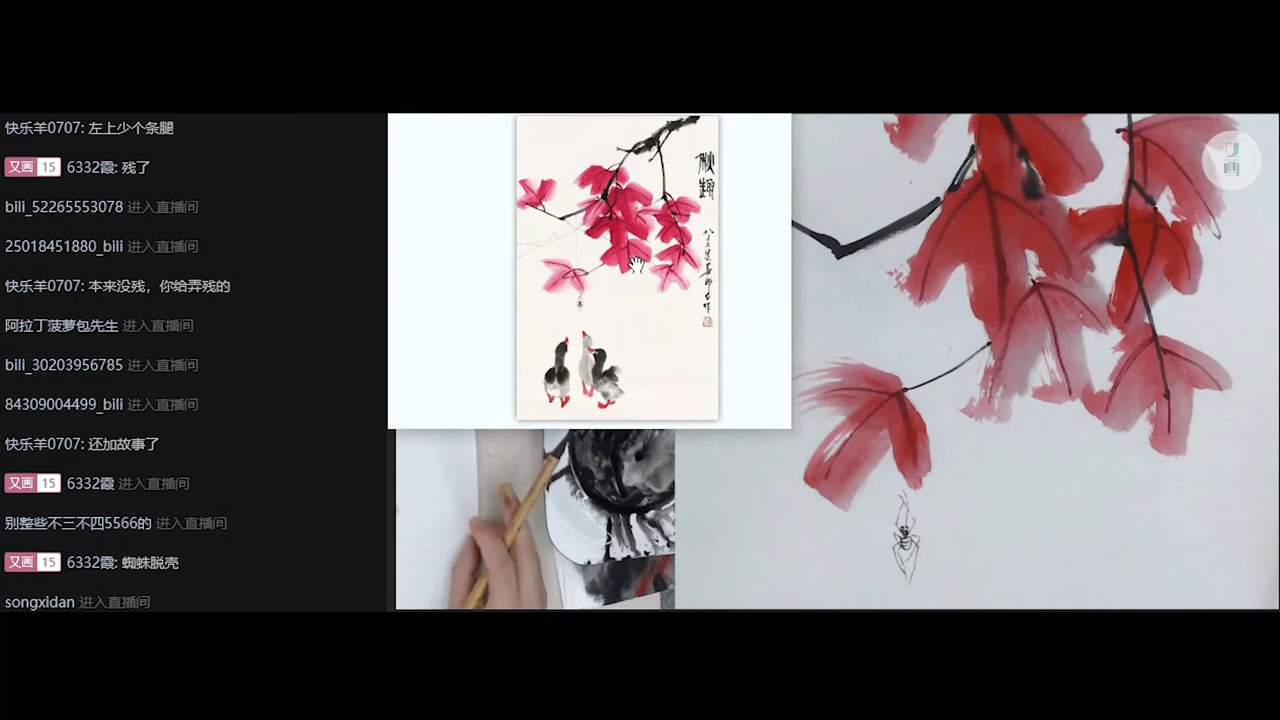 快乐羊0707: 左上少个条腿
又画 15 6332霞: 残了
bili_52265553078 进入直播间
25018451880_bili 进入直播间
快乐羊0707: 本来没残，你给弄残的
阿拉丁菠萝包先生 进入直播间
bili_30203956785 进入直播间
84309004499_bili 进入直播间
快乐羊0707: 还加故事了
又画 15 6332霞 进入直播间
别整些不三不四5566的 进入直播间
又画 15 6332霞: 蜘蛛脱壳
songxidan 进入直播间
秋趣